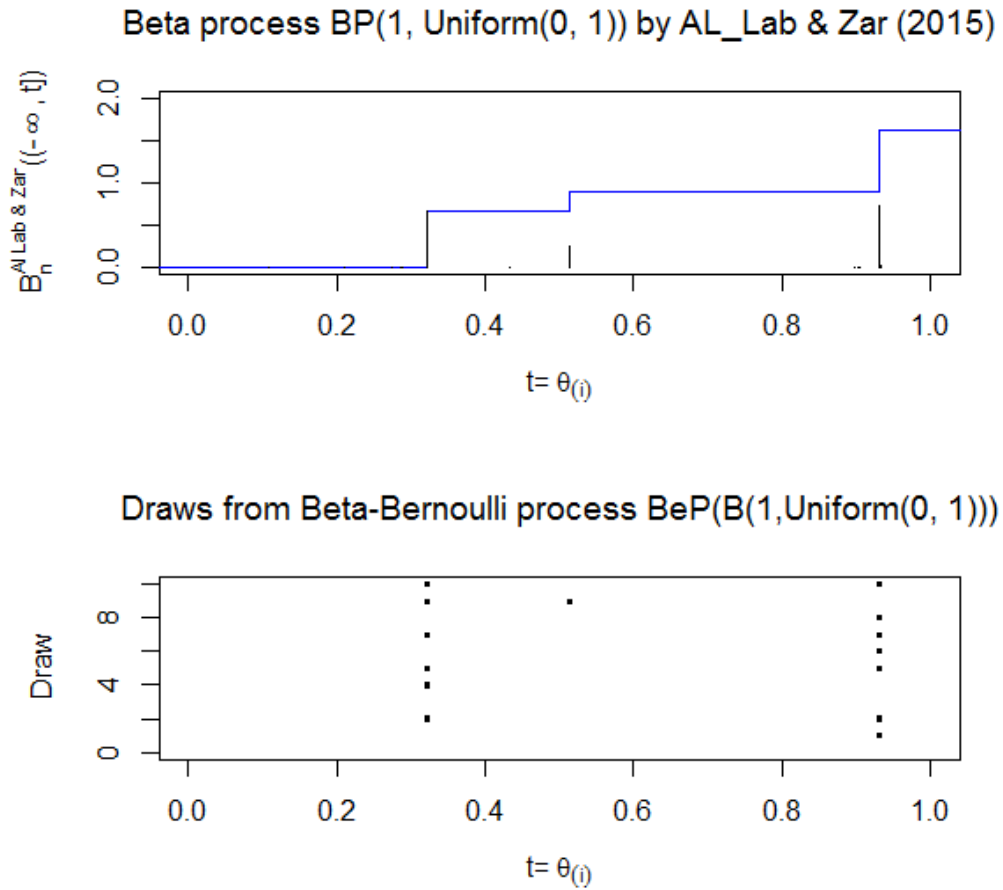 Beta process BP(1, Uniform(0, 1)) by AL_Lab & Zar (2015)
B_n^{Al Lab & Zar}((- ∞ , t])
2.0
1.0
0.0
0.0 0.2 0.4 0.6 0.8 1.0
t= θ_(i)
Draws from Beta-Bernoulli process BeP(B(1,Uniform(0, 1)))
Draw
8
4
0
0.0 0.2 0.4 0.6 0.8 1.0
t= θ_(i)